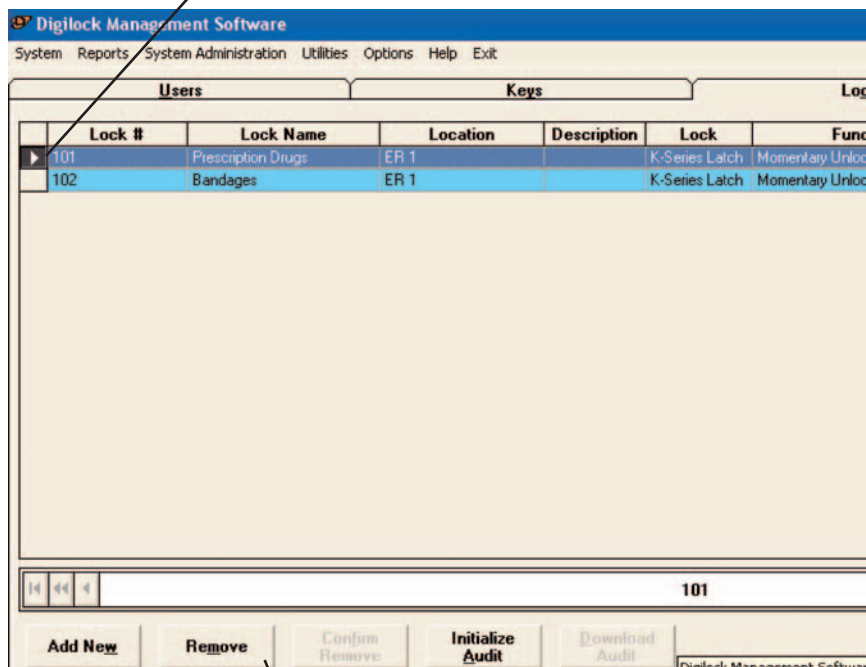 Digilock Management Software
System Reports System Administration Utilities Options Help Exit
Users Keys
Lock # Lock Name Location Description Lock
101 Prescription Drugs ER 1 K-Series Latch Momentary
102 Bandages ER 1 K-Series Latch Momentary
101
Add New Remove Confirm Remove Initialize Audit Download Audit
Digilock Management